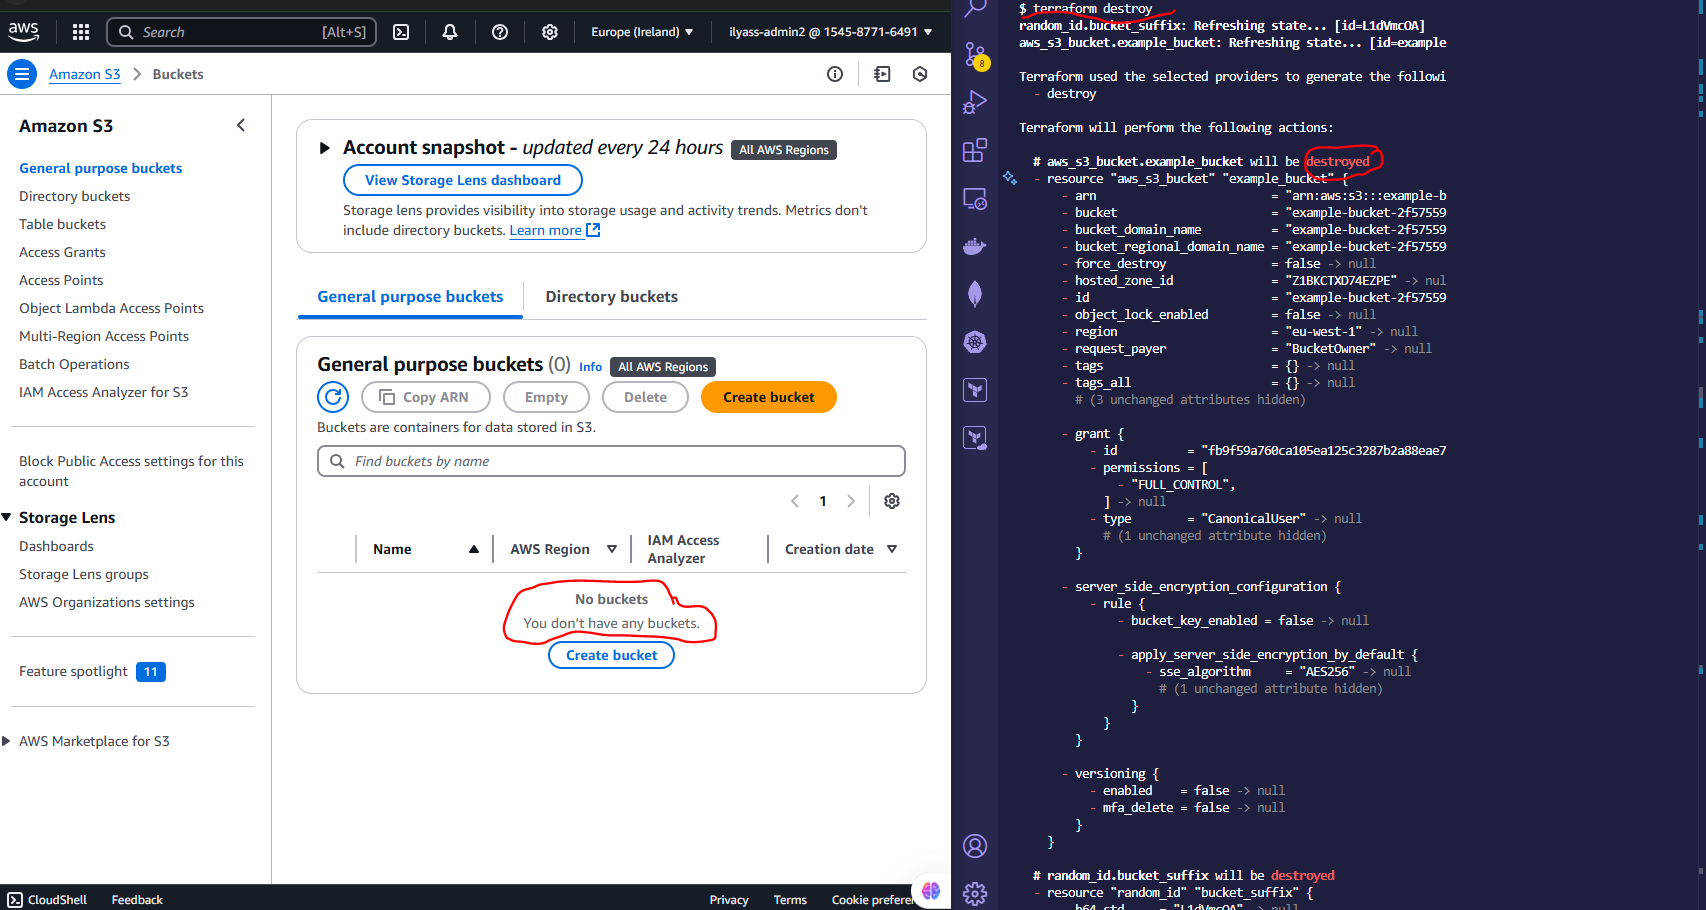 aws
Search [Alt+S]
Europe (Ireland)
ilyass-admin2 @ 1545-8771-6491
Amazon S3
Buckets
Amazon S3
General purpose buckets
Directory buckets
Table buckets
Access Grants
Access Points
Object Lambda Access Points
Multi-Region Access Points
Batch Operations
IAM Access Analyzer for S3
Block Public Access settings for this
account
Storage Lens
Dashboards
Storage Lens groups
AWS Organizations settings
Feature spotlight 11
AWS Marketplace for S3
Account snapshot - updated every 24 hours All AWS Regions
View Storage Lens dashboard
Storage lens provides visibility into storage usage and activity trends. Metrics don't
include directory buckets. Learn more
General purpose buckets
Directory buckets
General purpose buckets (0) Info All AWS Regions
Copy ARN
Empty
Delete
Create bucket
Buckets are containers for data stored in S3.
Find buckets by name
1
Name
AWS Region
IAM Access
Analyzer
Creation date
No buckets
You don't have any buckets.
Create bucket
CloudShell
Feedback
Privacy
Terms
Cookie prefere
8
$ terraform destroy
random_id.bucket_suffix: Refreshing state... [id=L1dVmcOA]
aws_s3_bucket.example_bucket: Refreshing state... [id=example
Terraform used the selected providers to generate the followi
- destroy
Terraform will perform the following actions:
# aws_s3_bucket.example_bucket will be destroyed
- resource "aws_s3_bucket" "example_bucket" {
- arn = "arn:aws:s3:::example-b
- bucket = "example-bucket-2f57559
- bucket_domain_name = "example-bucket-2f57559
- bucket_regional_domain_name = "example-bucket-2f57559
- force_destroy = false -> null
- hosted_zone_id = "Z1BKCTXD74EZPE" -> nul
- id = "example-bucket-2f57559
- object_lock_enabled = false -> null
- region = "eu-west-1" -> null
- request_payer = "BucketOwner" -> null
- tags = {} -> null
- tags_all = {} -> null
# (3 unchanged attributes hidden)
- grant {
- id = "fb9f59a760ca105ea125c3287b2a88eae7
- permissions = [
- "FULL_CONTROL",
] -> null
- type = "CanonicalUser" -> null
# (1 unchanged attribute hidden)
}
- server_side_encryption_configuration {
- rule {
- bucket_key_enabled = false -> null
- apply_server_side_encryption_by_default {
- sse_algorithm = "AES256" -> null
# (1 unchanged attribute hidden)
}
}
}
- versioning {
- enabled = false -> null
- mfa_delete = false -> null
}
}
# random_id.bucket_suffix will be destroyed
- resource "random_id" "bucket_suffix" {
- b64_std = "L1dVmcOA" -> null